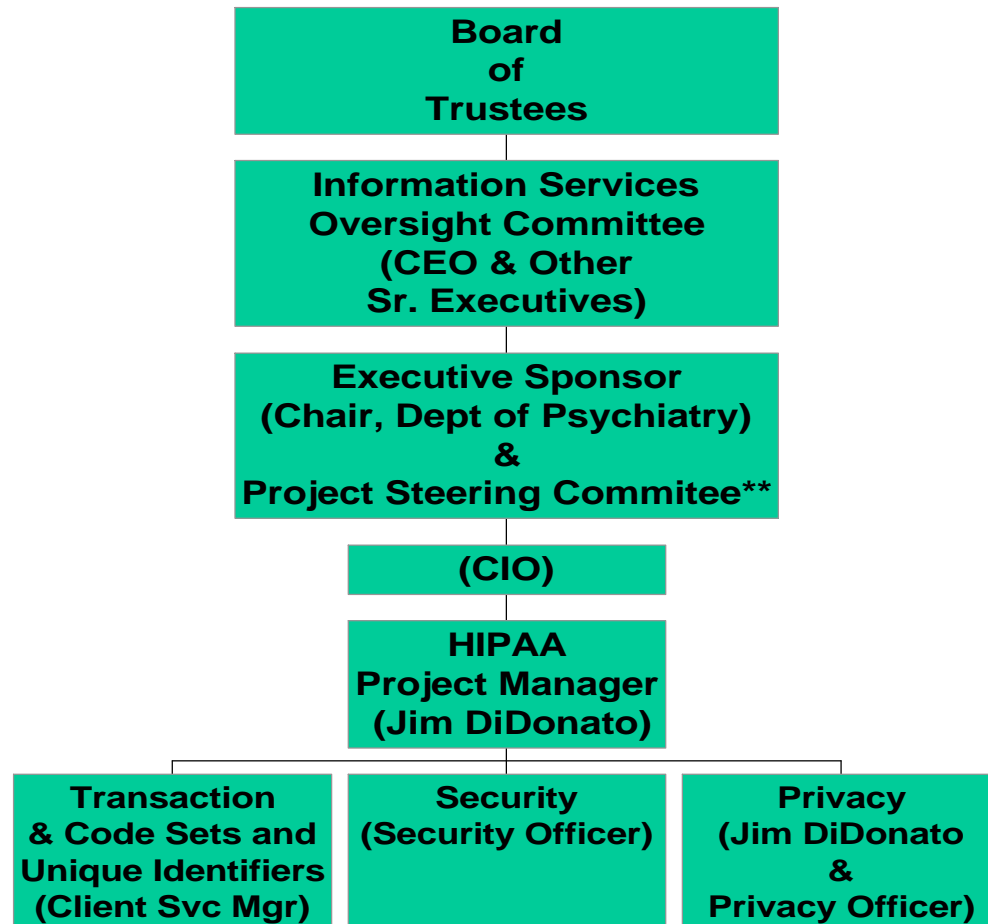 Board
of
Trustees
Information Services
Oversight Committee
(CEO & Other
Sr. Executives)
Executive Sponsor
(Chair, Dept of Psychiatry)
&
Project Steering Commitee**
(CIO)
HIPAA
Project Manager
(Jim DiDonato)
Transaction
& Code Sets and
Unique Identifiers
(Client Svc Mgr)
Security
(Security Officer)
Privacy
(Jim DiDonato
&
Privacy Officer)